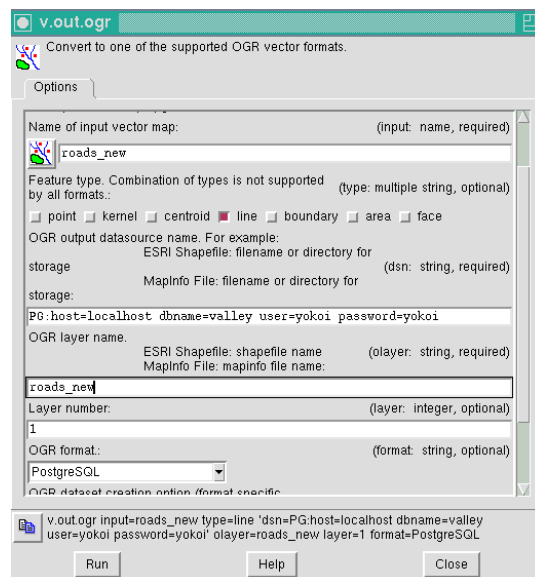 v.out.ogr
Convert to one of the supported OGR vector formats.
Options
Name of input vector map: (input: name, required)
roads_new
Feature type. Combination of types is not supported
by all formats.: (type: multiple string, optional)
point kernel centroid line boundary area face
OGR output datasource name. For example:
ESRI Shapefile: filename or directory for
storage (dsn: string, required)
MapInfo File: filename or directory for
storage:
PG:host=localhost dbname=valley user=yokoi password=yokoi
OGR layer name.
ESRI Shapefile: shapefile name (olayer: string, required)
MapInfo File: mapinfo file name:
roads_new
Layer number: (layer: integer, optional)
1
OGR format.: (format: string, optional)
PostgreSQL
OGR dataset creation option (format specific
v.out.ogr input=roads_new type=line 'dsn=PG:host=localhost dbname=valley
user=yokoi password=yokoi' olayer=roads_new layer=1 format=PostgreSQL
Run Help Close